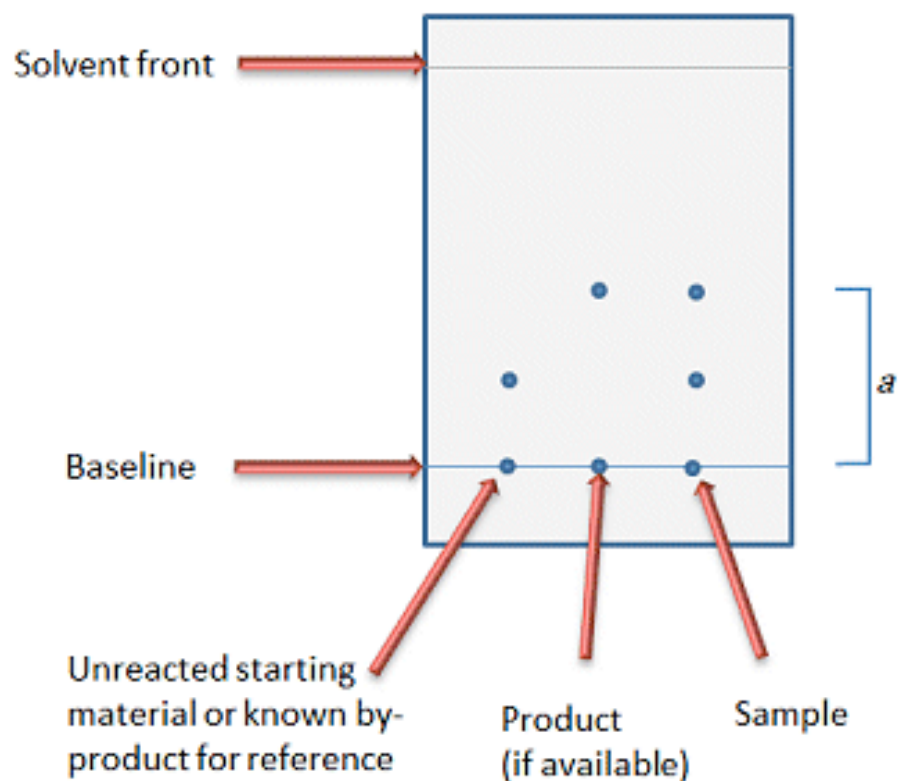 Solvent front
a
Baseline
Unreacted starting
material or known by-
product for reference
Product
(if available)
Sample